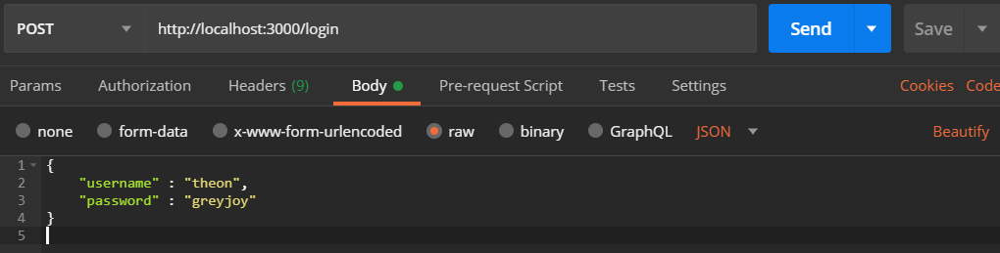 POST http://localhost:3000/login Send Save
Params Authorization Headers (9) Body Pre-request Script Tests Settings Cookies Code
none form-data x-www-form-urlencoded raw binary GraphQL JSON Beautify
1 {
2 "username" : "theon",
3 "password" : "greyjoy"
4 }
5